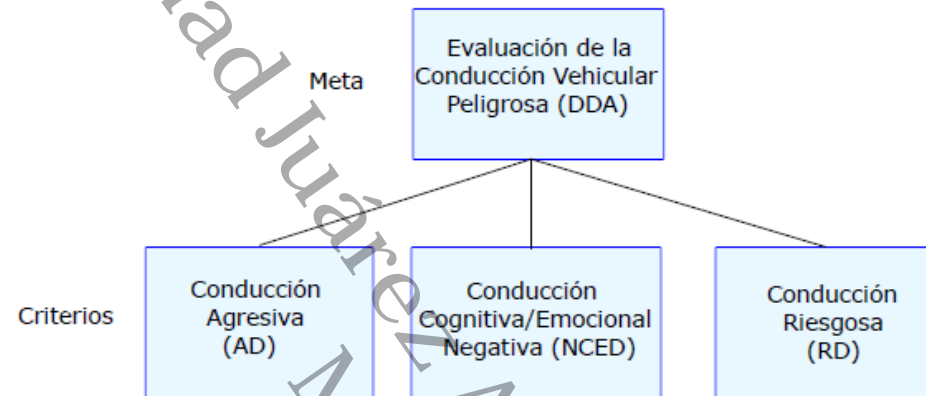 Meta
Evaluación de la
Conducción Vehicular
Peligrosa (DDA)
Criterios
Conducción
Agresiva
(AD)
Conducción
Cognitiva/Emocional
Negativa (NCED)
Conducción
Riesgosa
(RD)
Juárez